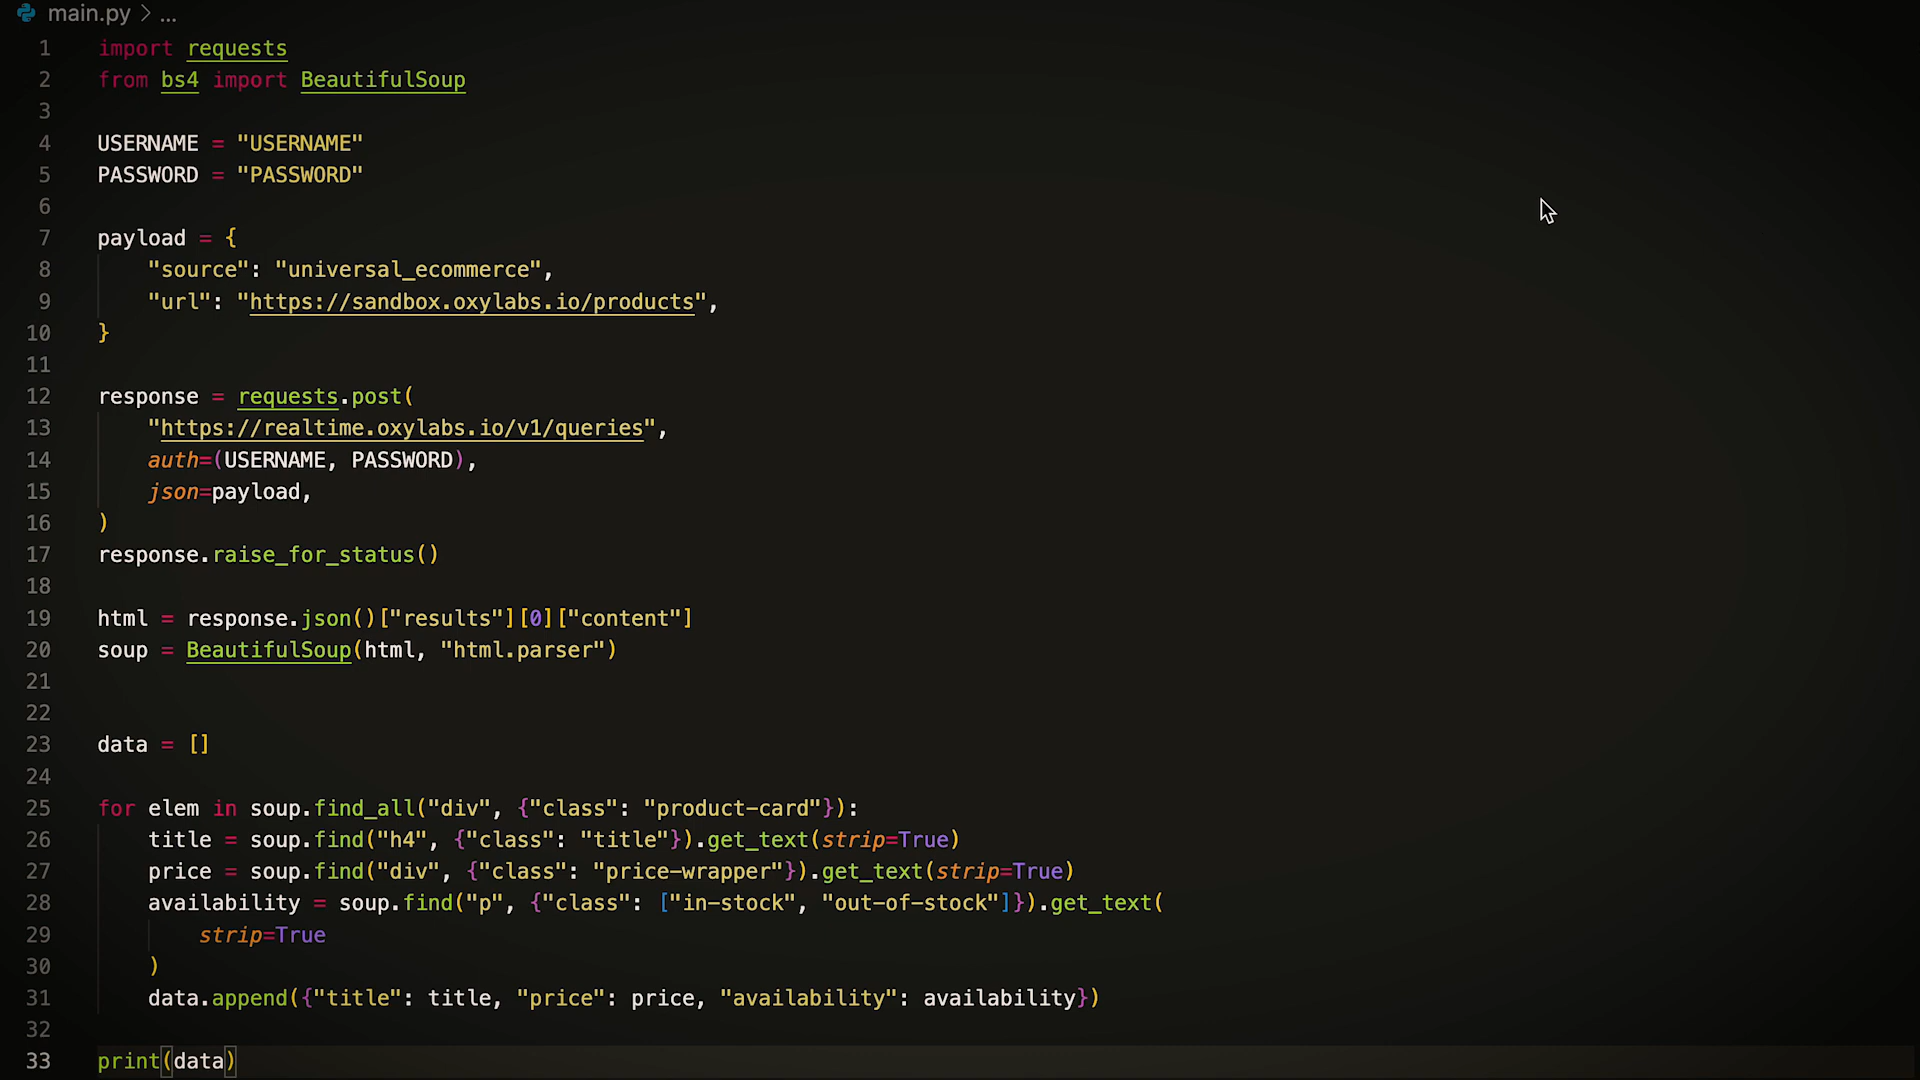 main.py > ...
1 import requests
2 from bs4 import BeautifulSoup
3
4 USERNAME = "USERNAME"
5 PASSWORD = "PASSWORD"
6
7 payload = {
8     "source": "universal_ecommerce",
9     "url": "https://sandbox.oxylabs.io/products",
10 }
11
12 response = requests.post(
13     "https://realtime.oxylabs.io/v1/queries",
14     auth=(USERNAME, PASSWORD),
15     json=payload,
16 )
17 response.raise_for_status()
18
19 html = response.json()["results"][0]["content"]
20 soup = BeautifulSoup(html, "html.parser")
21
22
23 data = []
24
25 for elem in soup.find_all("div", {"class": "product-card"}):
26     title = soup.find("h4", {"class": "title"}).get_text(strip=True)
27     price = soup.find("div", {"class": "price-wrapper"}).get_text(strip=True)
28     availability = soup.find("p", {"class": ["in-stock", "out-of-stock"]}).get_text(
29         strip=True
30     )
31     data.append({"title": title, "price": price, "availability": availability})
32
33 print(data)